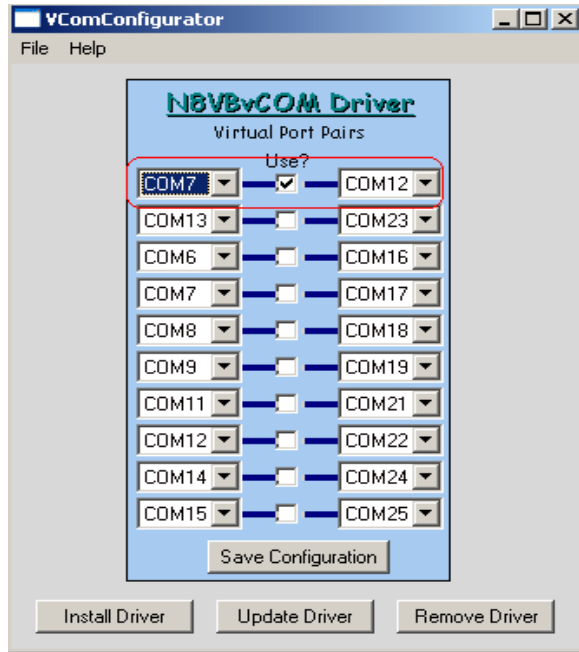 VComConfigurator
File Help
N8VBvCOM Driver
Virtual Port Pairs
Use?
COM7 COM12
COM13 COM23
COM6 COM16
COM7 COM17
COM8 COM18
COM9 COM19
COM11 COM21
COM12 COM22
COM14 COM24
COM15 COM25
Save Configuration
Install Driver Update Driver Remove Driver